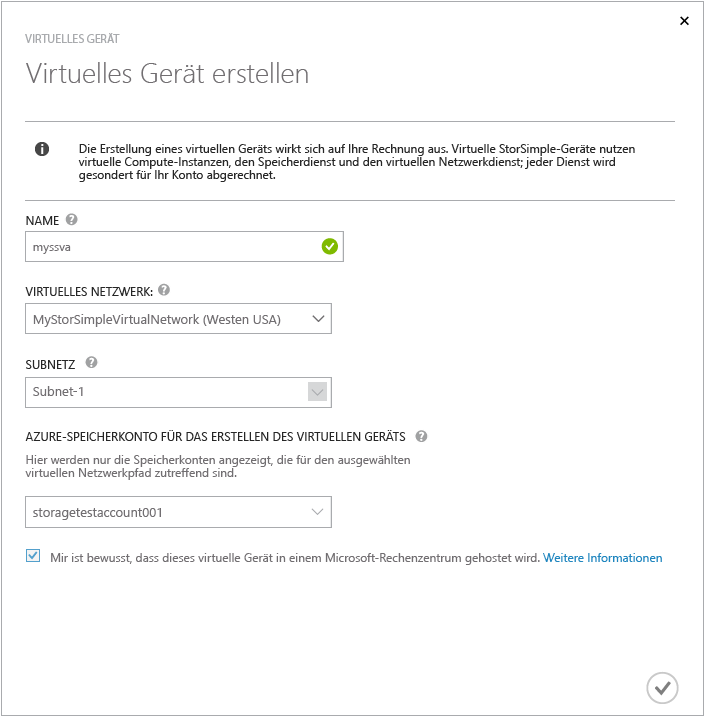 VIRTUELLES GERÄT
Virtuelles Gerät erstellen
Die Erstellung eines virtuellen Geräts wirkt sich auf Ihre Rechnung aus. Virtuelle StorSimple-Geräte nutzen
virtuelle Compute-Instanzen, den Speicherdienst und den virtuellen Netzwerkdienst; jeder Dienst wird
gesondert für Ihr Konto abgerechnet.
NAME
myssva
VIRTUELLES NETZWERK:
MyStorSimpleVirtualNetwork (Westen USA)
SUBNETZ
Subnet-1
AZURE-SPEICHERKONTO FÜR DAS ERSTELLEN DES VIRTUELLEN GERÄTS
Hier werden nur die Speicherkonten angezeigt, die für den ausgewählten
virtuellen Netzwerkpfad zutreffend sind.
storagetestaccount001
Mir ist bewusst, dass dieses virtuelle Gerät in einem Microsoft-Rechenzentrum gehostet wird. Weitere Informationen